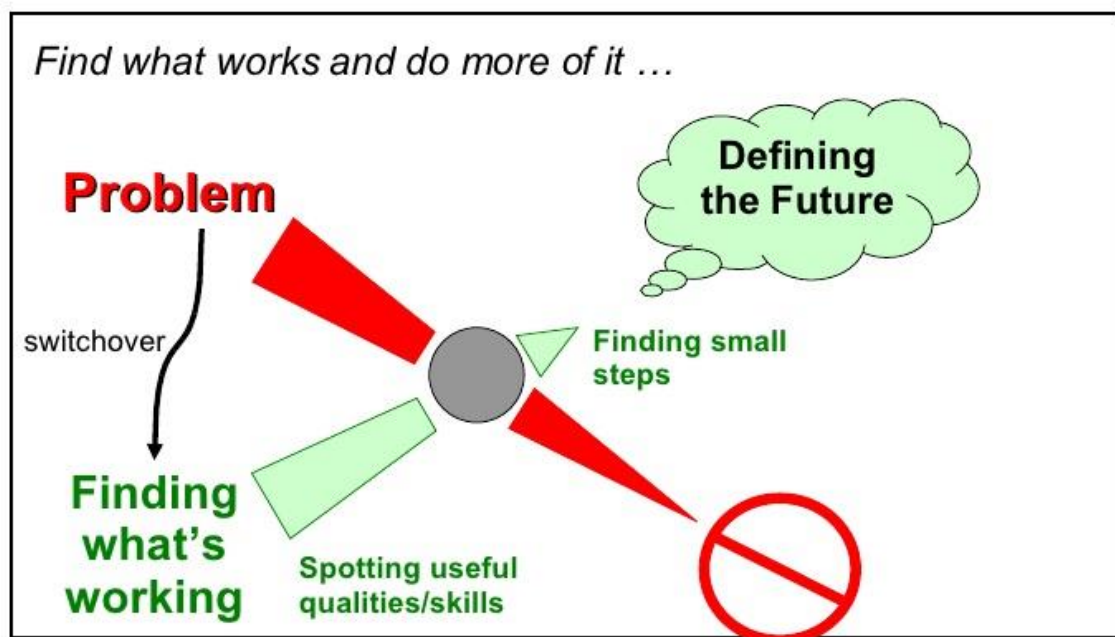 Find what works and do more of it …
Defining
the Future
Problem
switchover
Finding small
steps
Finding
what's
working
Spotting useful
qualities/skills